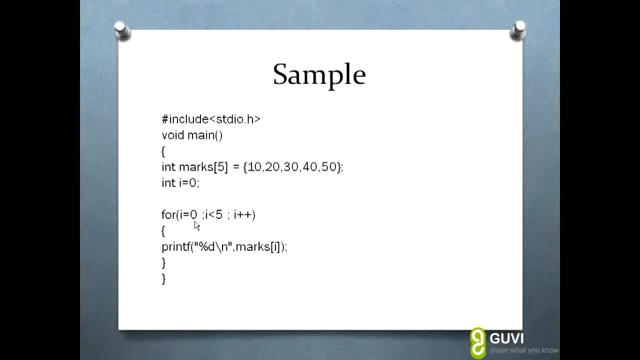 Sample
#include<stdio.h>
void main()
{
int marks[5] = {10,20,30,40,50};
int i=0;
for(i=0 ;i<5 ; i++)
{
printf("%d\n",marks[i]);
}
}
GUVI
share what you know